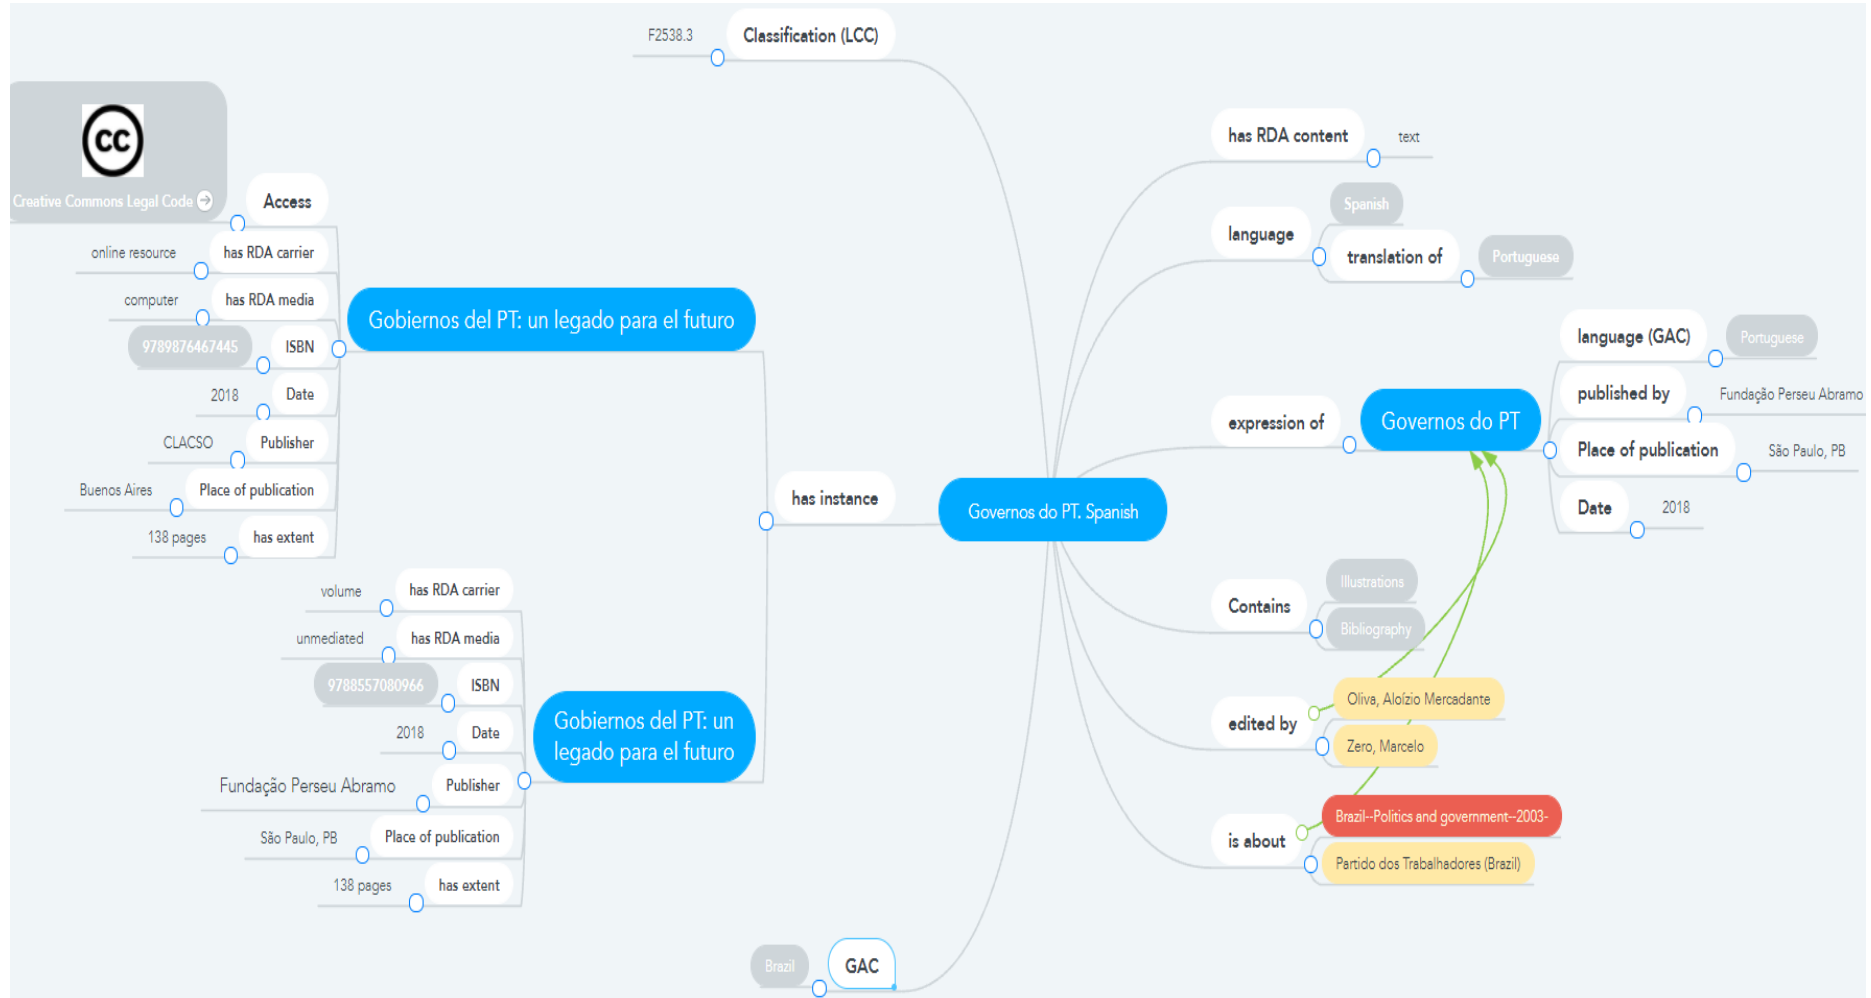 F2538.3
Classification (LCC)
CC
Creative Commons Legal Code
Access
online resource
has RDA carrier
computer
has RDA media
9789876467445
ISBN
2018
Date
CLACSO
Publisher
Buenos Aires
Place of publication
138 pages
has extent
Gobiernos del PT: un legado para el futuro
volume
has RDA carrier
unmediated
has RDA media
9788557080966
ISBN
2018
Date
Fundação Perseu Abramo
Publisher
São Paulo, PB
Place of publication
138 pages
has extent
Gobiernos del PT: un
legado para el futuro
has instance
Brazil
GAC
Governos do PT. Spanish
has RDA content
text
language
Spanish
translation of
Portuguese
expression of
Governos do PT
language (GAC)
Portuguese
published by
Fundação Perseu Abramo
Place of publication
São Paulo, PB
Date
2018
Contains
Illustrations
Bibliography
edited by
Oliva, Aloízio Mercadante
Zero, Marcelo
is about
Brazil--Politics and government--2003-
Partido dos Trabalhadores (Brazil)